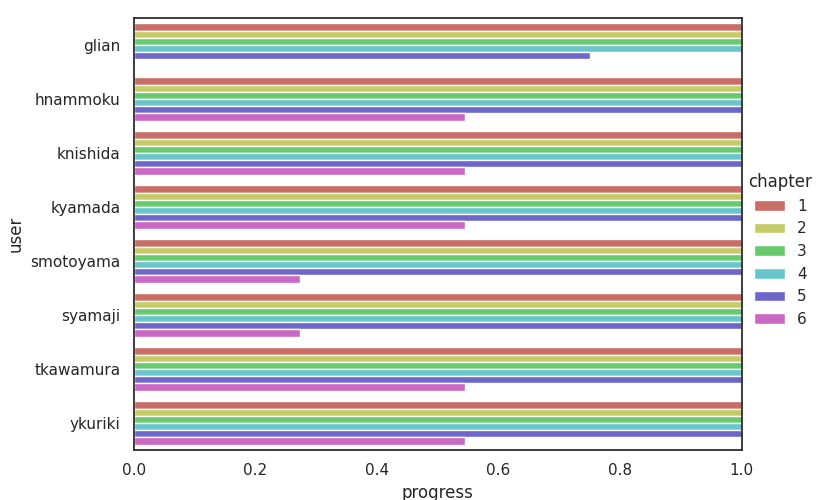 glian
hnammoku
knishida
kyamada
smotoyama
syamaji
tkawamura
ykuriki
user
0.0 0.2 0.4 0.6 0.8 1.0
progress
chapter
1
2
3
4
5
6